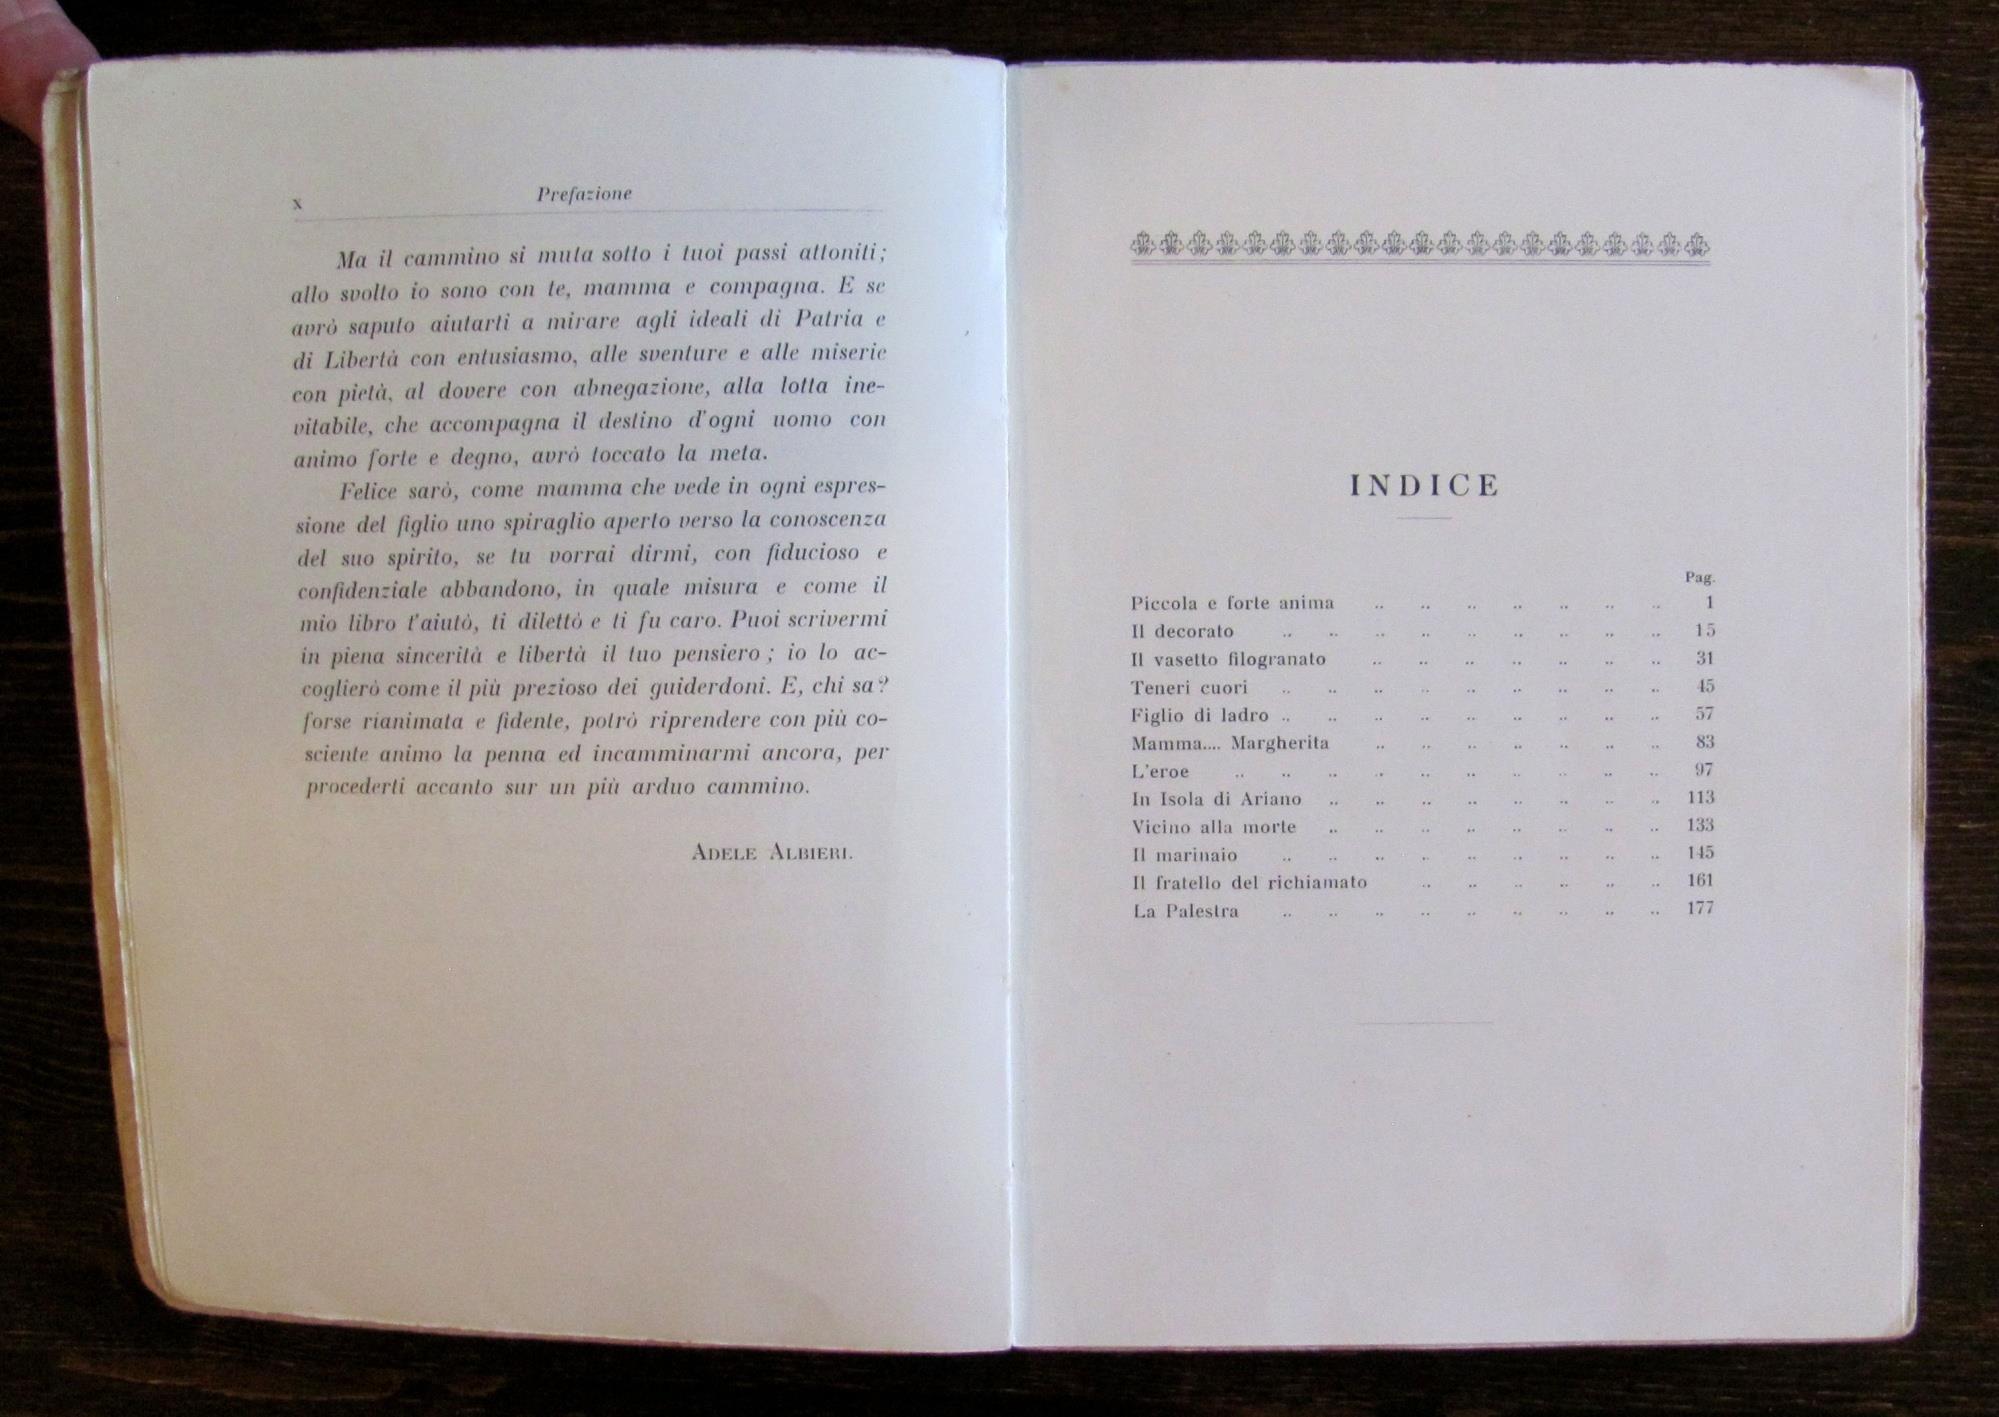 x
Prefazione
Ma il cammino si muta sotto i tuoi passi attoniti;
allo svolto io sono con te, mamma e compagna. E se
avrò saputo aiutarti a mirare agli ideali di Patria e
di Libertà con entusiasmo, alle sventure e alle miserie
con pietà, al dovere con abnegazione, alla lotta ine-
vitabile, che accompagna il destino d'ogni uomo con
animo forte e degno, avrò toccato la meta.
Felice sarò, come mamma che vede in ogni espres-
sione del figlio uno spiraglio aperto verso la conoscenza
del suo spirito, se tu vorrai dirmi, con fiducioso e
confidenziale abbandono, in quale misura e come il
mio libro t'aiutò, ti dilettò e ti fu caro. Puoi scrivermi
in piena sincerità e libertà il tuo pensiero; io lo ac-
coglierò come il più prezioso dei guiderdoni. E, chi sa?
forse rianimata e fidente, potrò riprendere con più co-
sciente animo la penna ed incamminarmi ancora, per
procederti accanto sur un più arduo cammino.
ADELE ALBIERI.
INDICE
Pag.
Piccola e forte anima .. .. .. .. .. .. .. 1
Il decorato .. .. .. .. .. .. .. .. .. 15
Il vasetto filogranato .. .. .. .. .. .. .. 31
Teneri cuori .. .. .. .. .. .. .. .. .. 45
Figlio di ladro .. .. .. .. .. .. .. .. .. 57
Mamma.... Margherita .. .. .. .. .. .. .. 83
L'eroe .. .. .. .. .. .. .. .. .. .. 97
In Isola di Ariano .. .. .. .. .. .. .. .. 113
Vicino alla morte .. .. .. .. .. .. .. .. 133
Il marinaio .. .. .. .. .. .. .. .. .. 145
Il fratello del richiamato .. .. .. .. .. .. 161
La Palestra .. .. .. .. .. .. .. .. .. 177